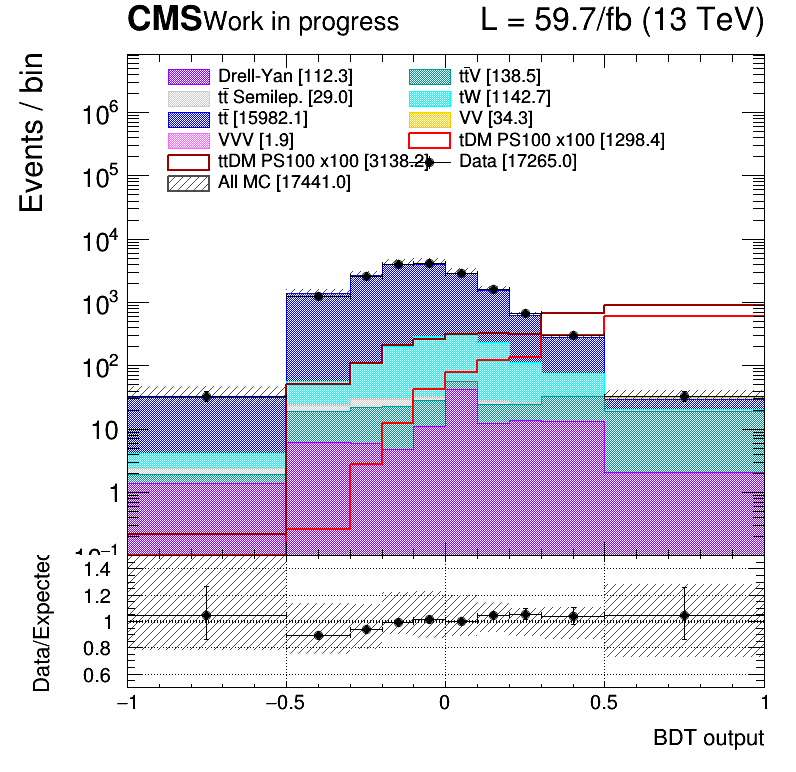 CMS Work in progress L = 59.7/fb (13 TeV)
Events / bin
Drell-Yan [112.3] tt̄V [138.5]
tt̄ Semilep. [29.0] tW [1142.7]
tt̄ [15982.1] VV [34.3]
VVV [1.9] tDM PS100 x100 [1298.4]
ttDM PS100 x100 [3138.2] Data [17265.0]
All MC [17441.0]
10⁶
10⁵
10⁴
10³
10²
10
1
10⁻¹
Data/Expected
1.4
1.2
1
0.8
0.6
−1 −0.5 0 0.5 1
BDT output